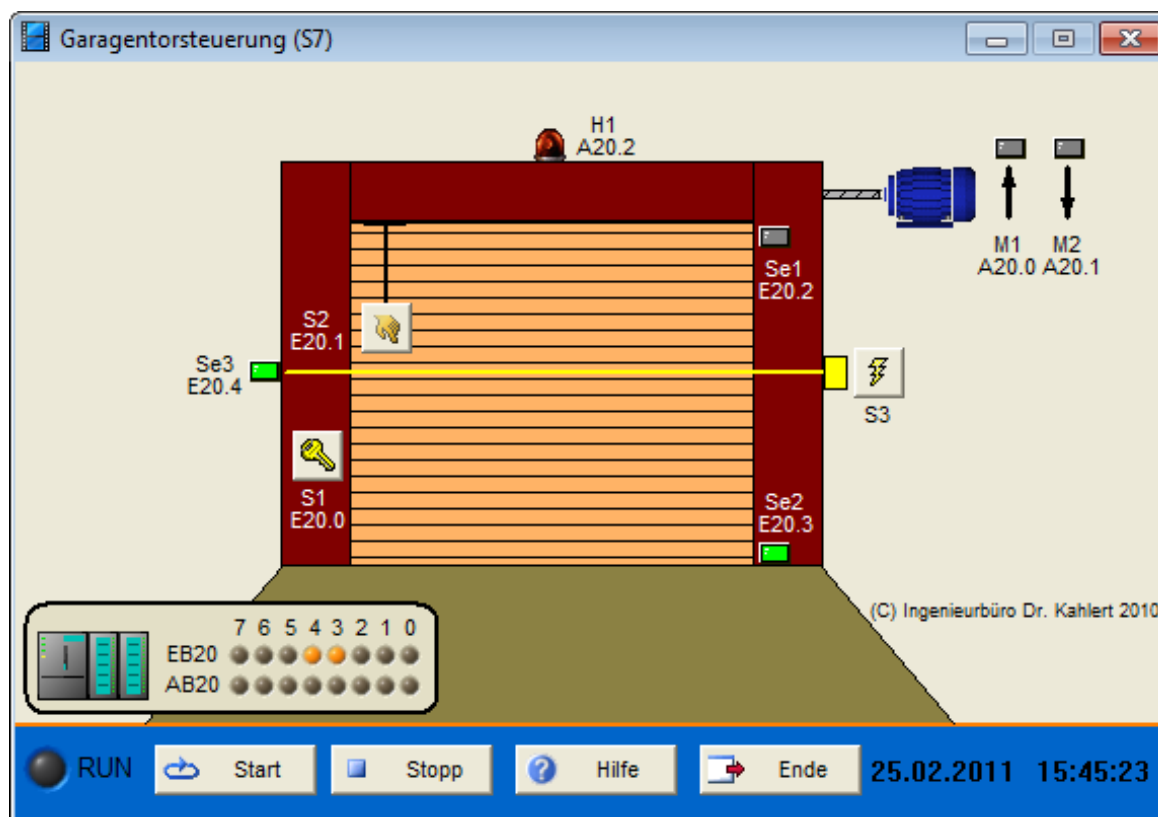 Garagentorsteuerung (S7)
H1
A20.2
M1 M2
A20.0 A20.1
Se1
E20.2
S2
E20.1
Se3
E20.4
S3
S1
E20.0
Se2
E20.3
(C) Ingenieurbüro Dr. Kahlert 2010
7 6 5 4 3 2 1 0
EB20
AB20
RUN Start Stopp Hilfe Ende 25.02.2011 15:45:23